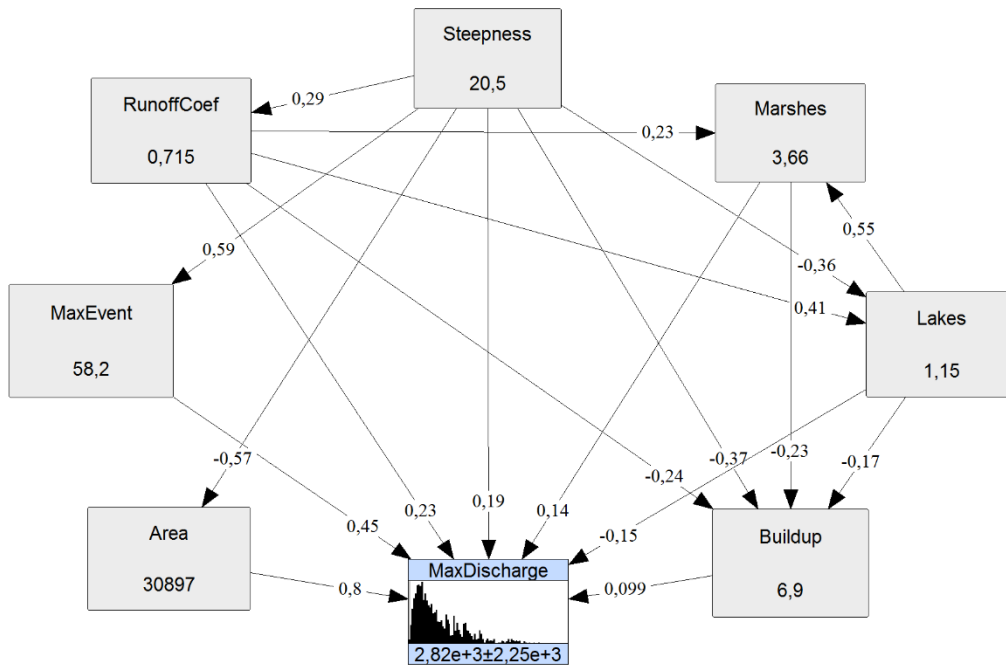 Steepness
20,5
RunoffCoef
0,715
Marshes
3,66
0,29
0,23
0,55
0,59
-0,36
0,41
MaxEvent
58,2
Lakes
1,15
-0,57
-0,37
-0,23
-0,17
-0,24
0,45
0,23
0,19
0,14
-0,15
Area
30897
Buildup
6,9
0,8
0,099
MaxDischarge
2,82e+3±2,25e+3